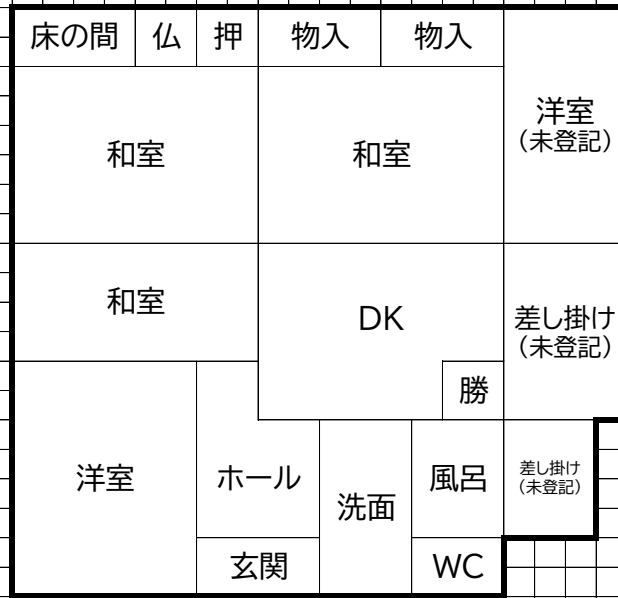 床の間
仏
押
物入
物入
洋室
（未登記）
和室
和室
和室
DK
差し掛け
（未登記）
勝
洋室
ホール
洗面
風呂
差し掛け
（未登記）
玄関
WC